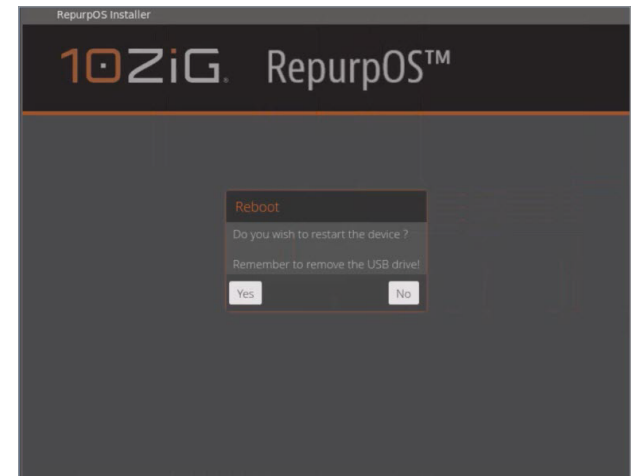 RepurpOS Installer
10ZiG. RepurpOS™
Reboot
Do you wish to restart the device ?
Remember to remove the USB drive!
Yes No